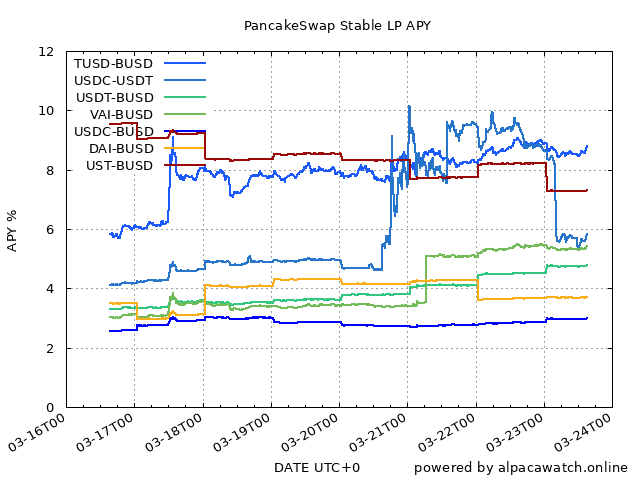 PancakeSwap Stable LP APY
12
10
8
6
4
2
0
APY %
TUSD-BUSD
USDC-USDT
USDT-BUSD
VAI-BUSD
USDC-BUSD
DAI-BUSD
UST-BUSD
03-16T00
03-17T00
03-18T00
03-19T00
03-20T00
03-21T00
03-22T00
03-23T00
03-24T00
DATE UTC+0
powered by alpacawatch.online